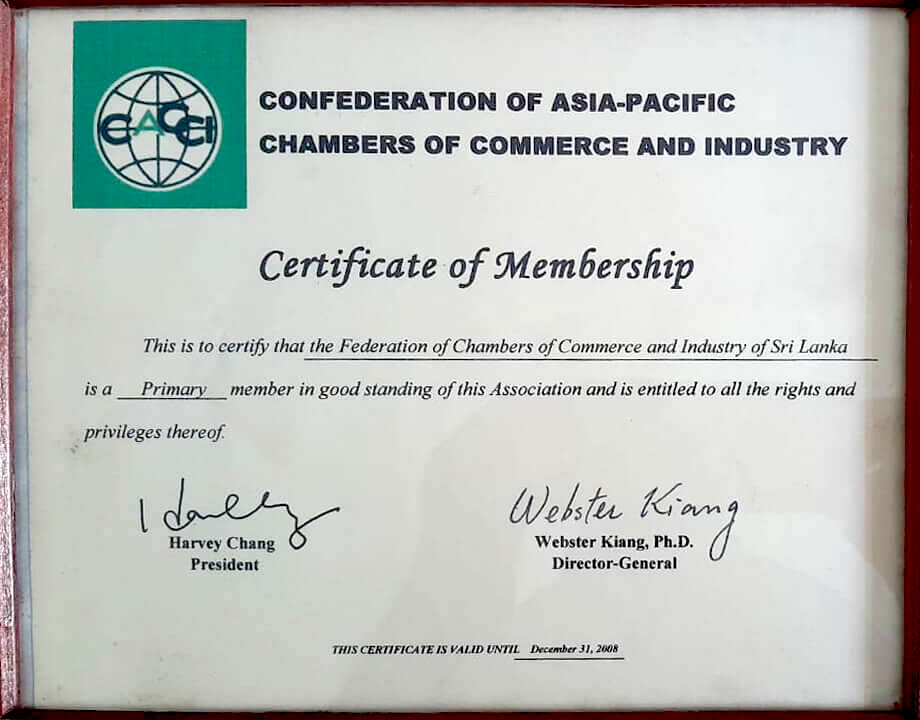 CACCI
CONFEDERATION OF ASIA-PACIFIC
CHAMBERS OF COMMERCE AND INDUSTRY
Certificate of Membership
This is to certify that the Federation of Chambers of Commerce and Industry of Sri Lanka
is a Primary member in good standing of this Association and is entitled to all the rights and
privileges thereof.
Webster Kiang
Harvey Chang
President
Webster Kiang, Ph.D.
Director-General
THIS CERTIFICATE IS VALID UNTIL December 31, 2008